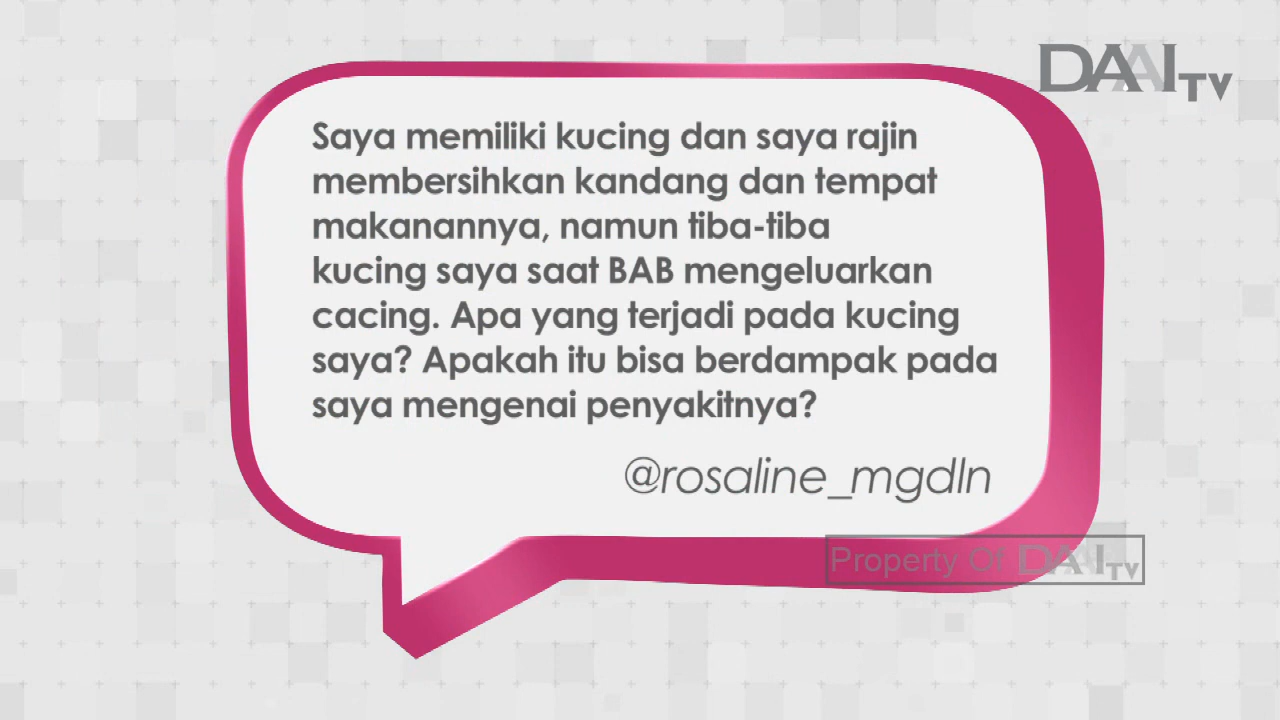 DAAI TV
Saya memiliki kucing dan saya rajin
membersihkan kandang dan tempat
makanannya, namun tiba-tiba
kucing saya saat BAB mengeluarkan
cacing. Apa yang terjadi pada kucing
saya? Apakah itu bisa berdampak pada
saya mengenai penyakitnya?
@rosaline_mgdln
Property Of DAAI TV